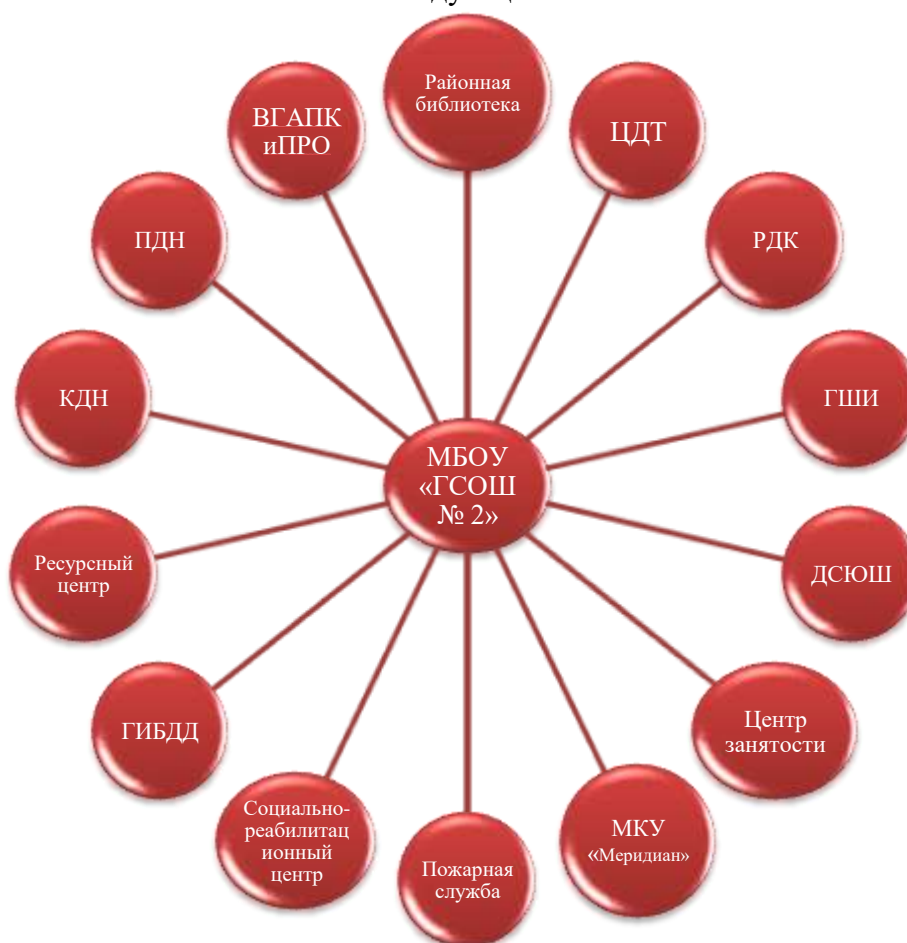 Районная
библиотека
ЦДТ
РДК
ГШИ
ДСЮШ
Центр
занятости
МКУ
«Меридиан»
Пожарная
служба
Социально-
реабилитац
ионный
центр
ГИБДД
Ресурсный
центр
КДН
ПДН
ВГАПК
иПРО
МБОУ
«ГСОШ
№ 2»